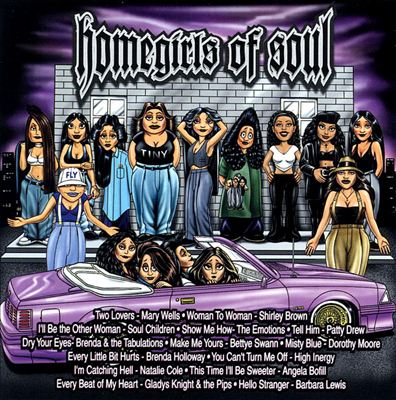 homegirls of soul
TINY
FLY
Two Lovers - Mary Wells • Woman To Woman - Shirley Brown
I'll Be the Other Woman - Soul Children • Show Me How- The Emotions • Tell Him - Patty Drew
Dry Your Eyes- Brenda & the Tabulations • Make Me Yours - Bettye Swann • Misty Blue - Dorothy Moore
Every Little Bit Hurts - Brenda Holloway • You Can't Turn Me Off - High Inergy
I'm Catching Hell - Natalie Cole • This Time I'll Be Sweeter - Angela Bofill
Every Beat of My Heart - Gladys Knight & the Pips • Hello Stranger - Barbara Lewis